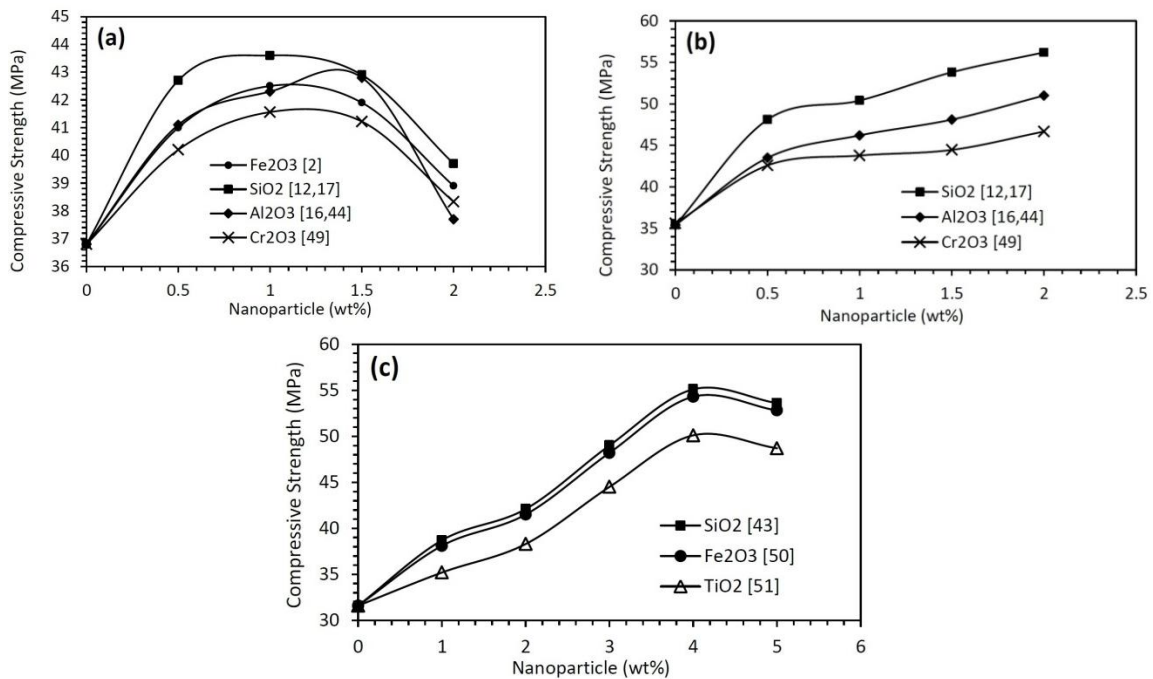 (a)
Compressive Strength (MPa)
45
44
43
42
41
40
39
38
37
36
0 0.5 1 1.5 2 2.5
Nanoparticle (wt%)
Fe2O3 [2]
SiO2 [12,17]
Al2O3 [16,44]
Cr2O3 [49]
(b)
Compressive Strength (MPa)
60
55
50
45
40
35
30
0 0.5 1 1.5 2 2.5
Nanoparticle (wt%)
SiO2 [12,17]
Al2O3 [16,44]
Cr2O3 [49]
(c)
Compressive Strength (MPa)
60
55
50
45
40
35
30
0 1 2 3 4 5 6
Nanoparticle (wt%)
SiO2 [43]
Fe2O3 [50]
TiO2 [51]